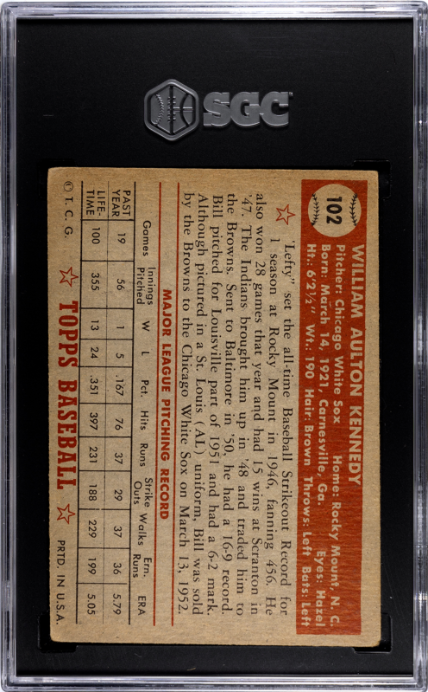 SGC
102
WILLIAM AULTON KENNEDY
Pitcher: Chicago White Sox Home: Rocky Mount, N. C.
Born: March 14, 1921, Carnesville, Ga. Eyes: Hazel
Ht.: 6'2½" Wt.: 190 Hair: Brown Throws: Left Bats: Left
"Lefty" set the all-time Baseball Strikeout Record for
1 season at Rocky Mount in 1946, fanning 456. He
also won 28 games that year and had 15 wins at Scranton in
'47. The Indians brought him up in '48 and traded him to
the Browns. Sent to Baltimore in '50, he had a 16-9 record.
Bill pitched for Louisville part of 1951 and had a 6-2 mark.
Although pictured in a St. Louis (AL) uniform, Bill was sold
by the Browns to the Chicago White Sox on March 13, 1952.
MAJOR LEAGUE PITCHING RECORD
Games Innings Pitched W L Pct. Hits Runs Strike Outs Walks Ern. Runs ERA
PAST YEAR 19 56 1 5 .167 76 37 29 37 36 5.79
LIFE-TIME 100 355 13 24 .351 397 231 188 229 199 5.05
© T. C. G. TOPPS BASEBALL PRTD. IN U.S.A.